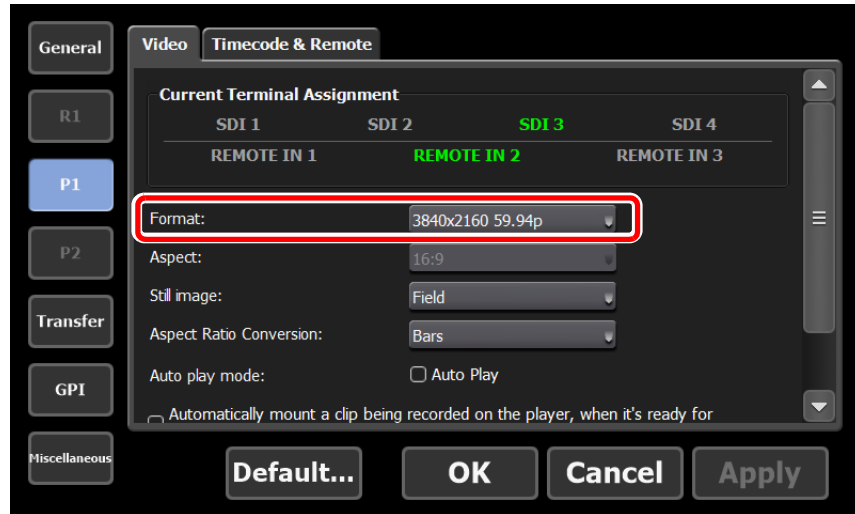 General
R1
P1
P2
Transfer
GPI
Miscellaneous
Video Timecode & Remote
Current Terminal Assignment
SDI 1 SDI 2 SDI 3 SDI 4
REMOTE IN 1 REMOTE IN 2 REMOTE IN 3
Format: 3840x2160 59.94p
Aspect: 16:9
Still image: Field
Aspect Ratio Conversion: Bars
Auto play mode: Auto Play
Automatically mount a clip being recorded on the player, when it's ready for
Default... OK Cancel Apply